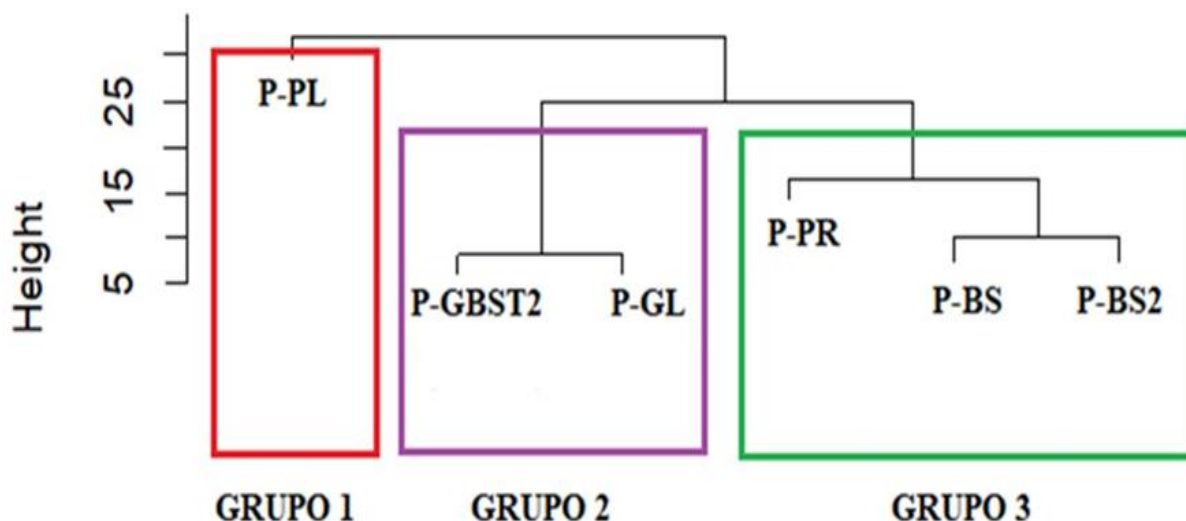 Height
25
15
5
P-PL
P-GBST2
P-GL
P-PR
P-BS
P-BS2
GRUPO 1
GRUPO 2
GRUPO 3